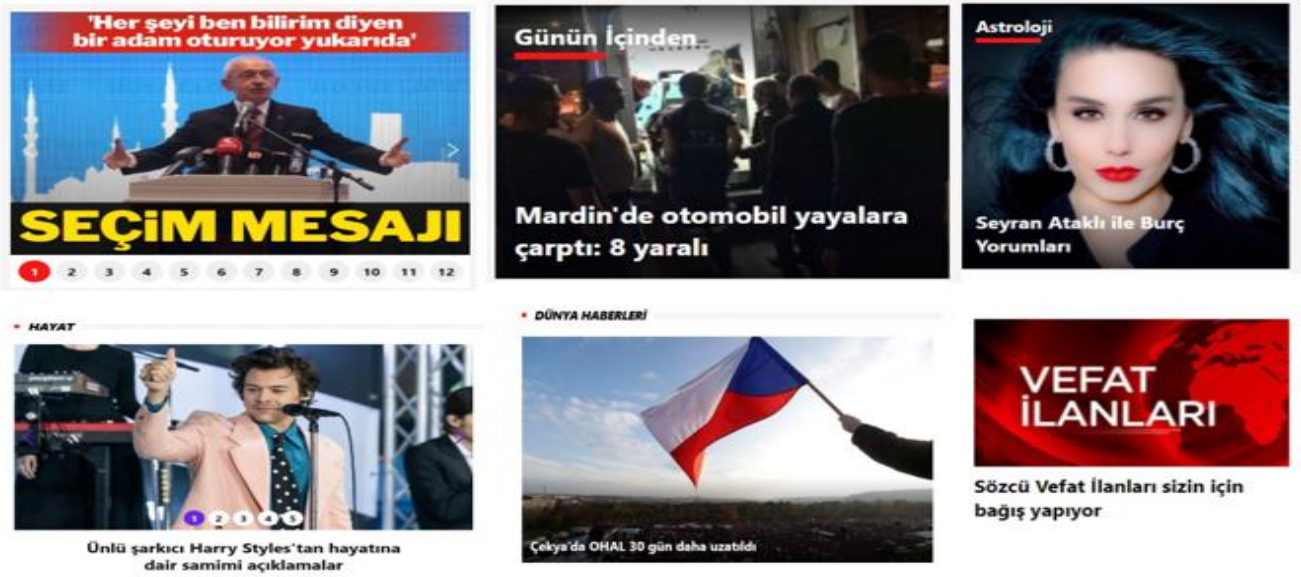 'Her şeyi ben bilirim diyen
bir adam oturuyor yukarıda'
SEÇİM MESAJI
1 2 3 4 5 6 7 8 9 10 11 12
Günün İçinden
Mardin'de otomobil yayalara
çarptı: 8 yaralı
Astroloji
Seyran Ataklı ile Burç
Yorumları
HAYAT
1 2 3 4 5
Ünlü şarkıcı Harry Styles'tan hayatına
dair samimi açıklamalar
DÜNYA HABERLERİ
Çekya'da OHAL 30 gün daha uzatıldı
VEFAT
İLANLARI
Sözcü Vefat İlanları sizin için
bağış yapıyor